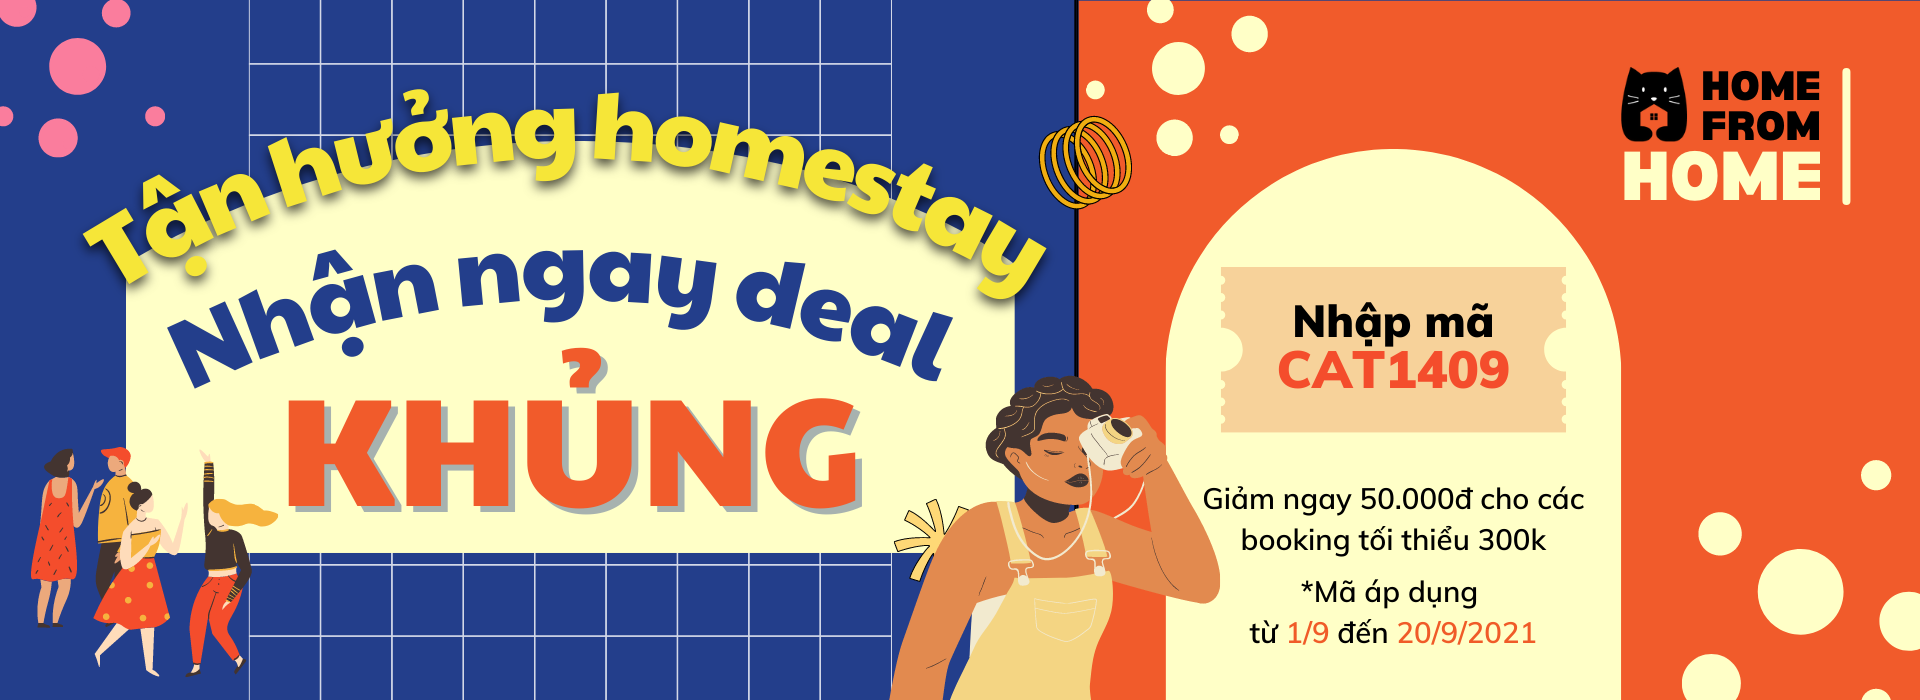 Tận hưởng homestay
Nhận ngay deal
KHỦNG
HOME
FROM
HOME
Nhập mã
CAT1409
Giảm ngay 50.000đ cho các
booking tối thiểu 300k
*Mã áp dụng
từ 1/9 đến 20/9/2021